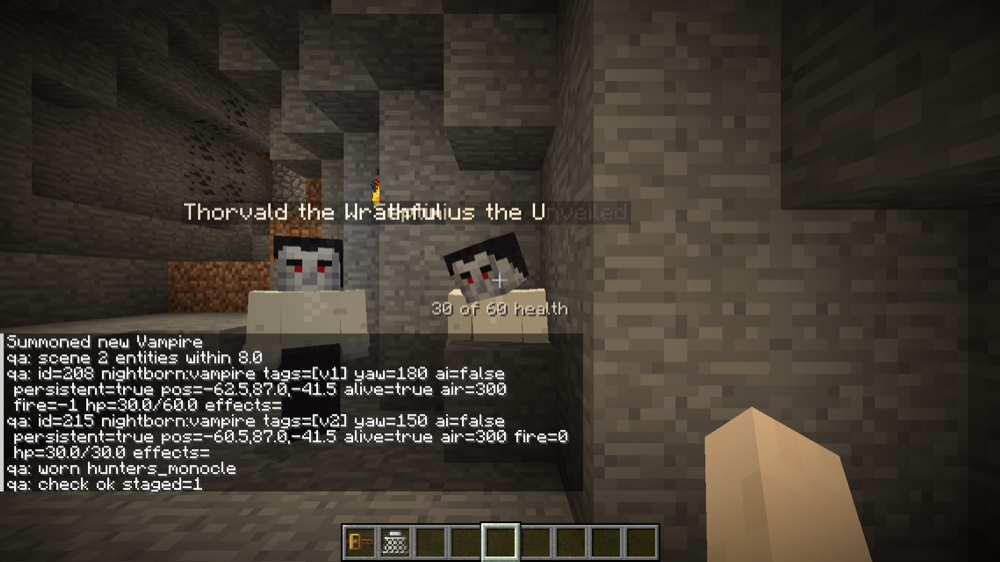 Thorvald the Wrathful
the Unveiled
30 of 60 health
Summoned new Vampire
qa: scene 2 entities within 8.0
qa: id=208 nightborn:vampire tags=[v1] yaw=180 ai=false
persistent=true pos=-62.5,87.0,-41.5 alive=true air=300
fire=-1 hp=30.0/60.0 effects=
qa: id=215 nightborn:vampire tags=[v2] yaw=150 ai=false
persistent=true pos=-60.5,87.0,-41.5 alive=true air=300 fire=0
hp=30.0/30.0 effects=
qa: worn hunters_monocle
qa: check ok staged=1